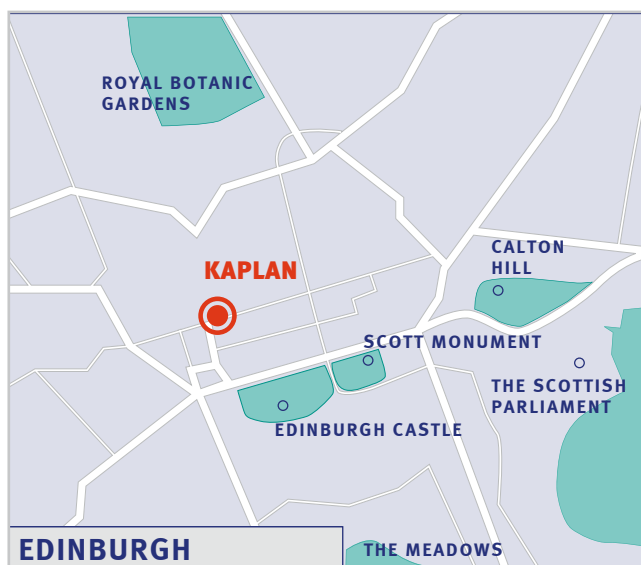 ROYAL BOTANIC
GARDENS
CALTON
HILL
KAPLAN
SCOTT MONUMENT
THE SCOTTISH
PARLIAMENT
EDINBURGH CASTLE
EDINBURGH
THE MEADOWS